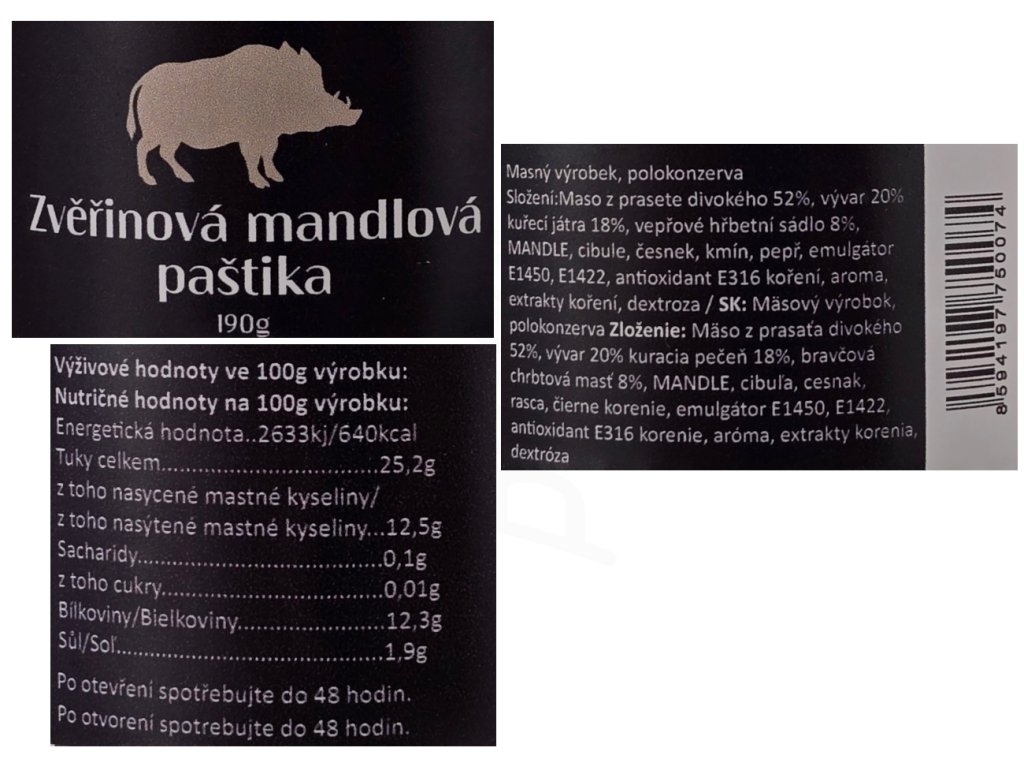 Zvěřinová mandlová
paštika
190g
Masný výrobek, polokonzerva
Složení:Maso z prasete divokého 52%, vývar 20%
kuřecí játra 18%, vepřové hřbetní sádlo 8%,
MANDLE, cibule, česnek, kmín, pepř, emulgátor
E1450, E1422, antioxidant E316 koření, aroma,
extrakty koření, dextroza / SK: Mäsový výrobok,
polokonzerva Zloženie: Mäso z prasaťa divokého
52%, vývar 20% kuracia pečeň 18%, bravčová
chrbtová masť 8%, MANDLE, cibuľa, cesnak,
rasca, čierne korenie, emulgátor E1450, E1422,
antioxidant E316 korenie, aróma, extrakty korenia,
dextróza
8594197750074
Výživové hodnoty ve 100g výrobku:
Nutričné hodnoty na 100g výrobku:
Energetická hodnota..2633kj/640kcal
Tuky celkem................................25,2g
z toho nasycené mastné kyseliny/
z toho nasýtené mastné kyseliny...12,5g
Sacharidy....................................0,1g
z toho cukry.................................0,01g
Bílkoviny/Bielkoviny......................12,3g
Sůl/Soľ.......................................1,9g
Po otevření spotřebujte do 48 hodin.
Po otvorení spotrebujte do 48 hodin.